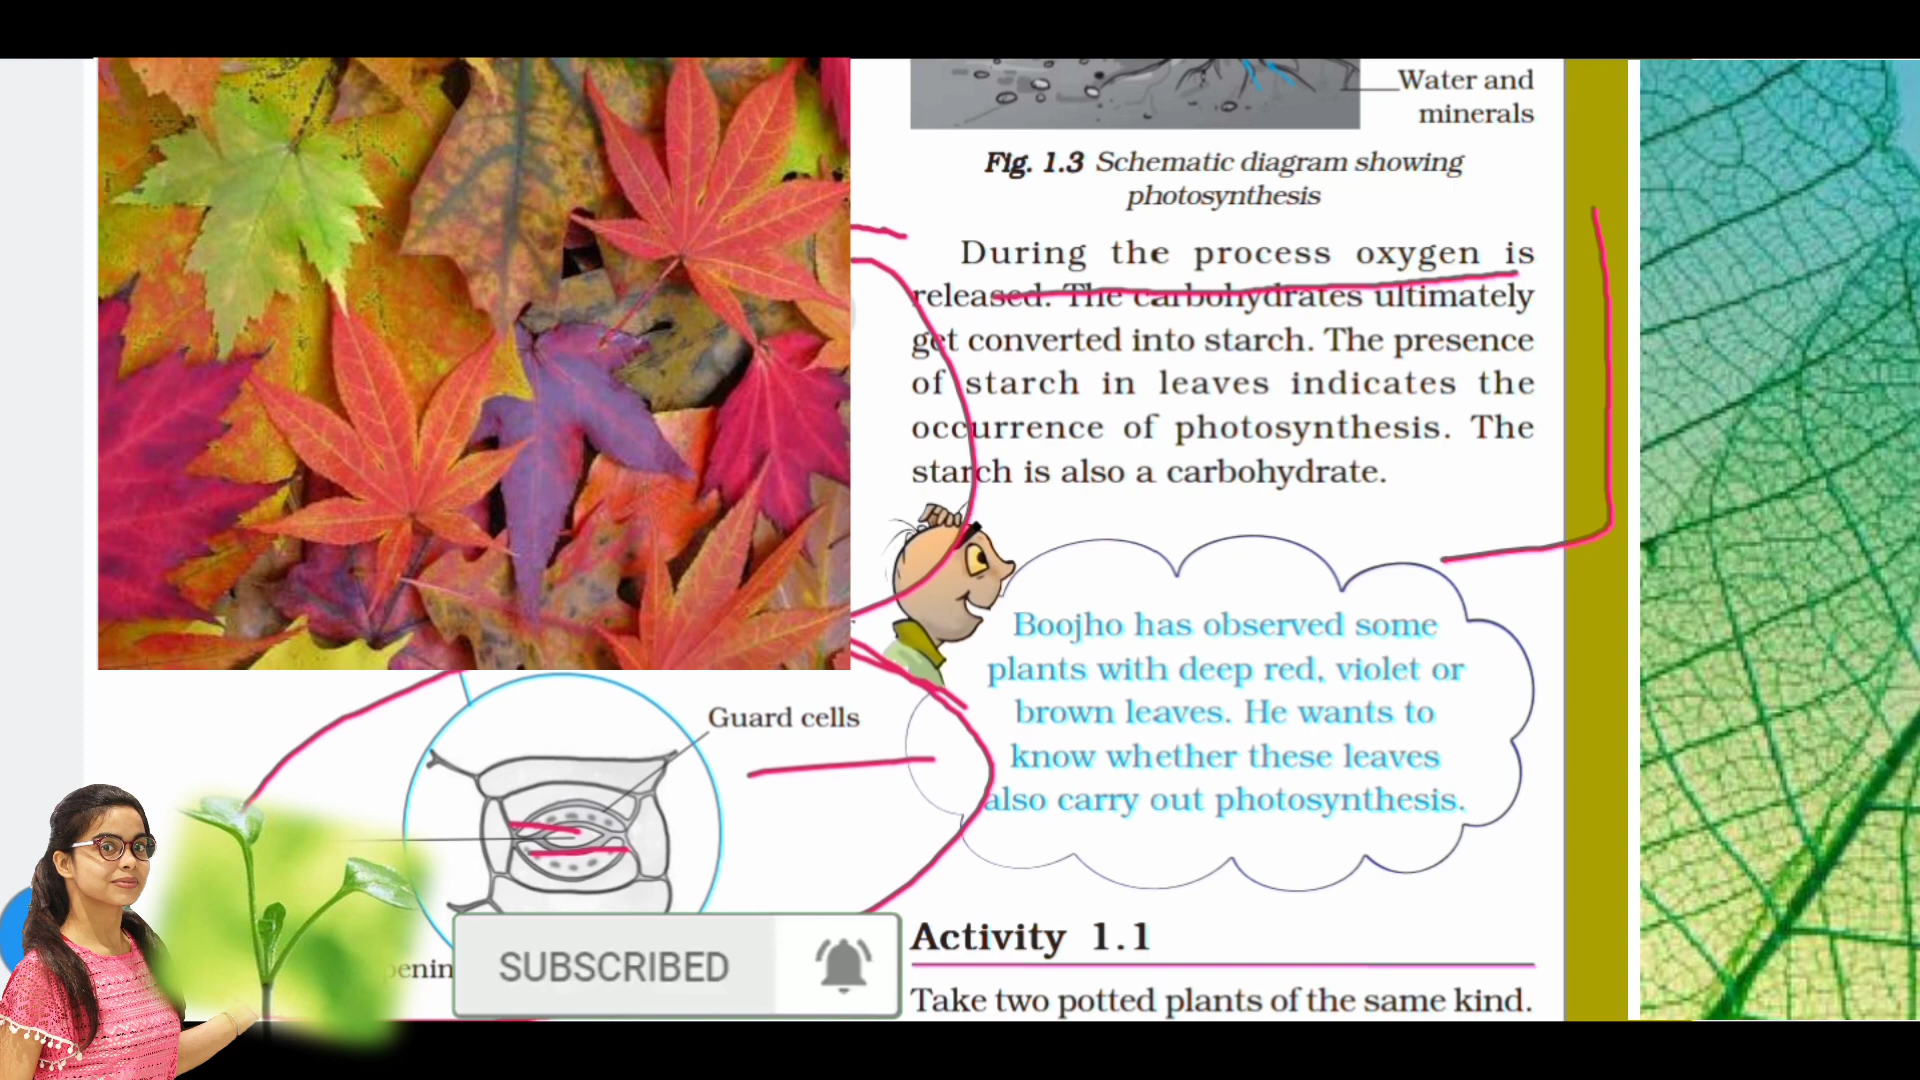 Water and
minerals
Fig. 1.3 Schematic diagram showing
photosynthesis
During the process oxygen is
released. The carbohydrates ultimately
get converted into starch. The presence
of starch in leaves indicates the
occurrence of photosynthesis. The
starch is also a carbohydrate.
Boojho has observed some
plants with deep red, violet or
brown leaves. He wants to
know whether these leaves
also carry out photosynthesis.
Guard cells
SUBSCRIBED
Activity 1.1
Take two potted plants of the same kind.